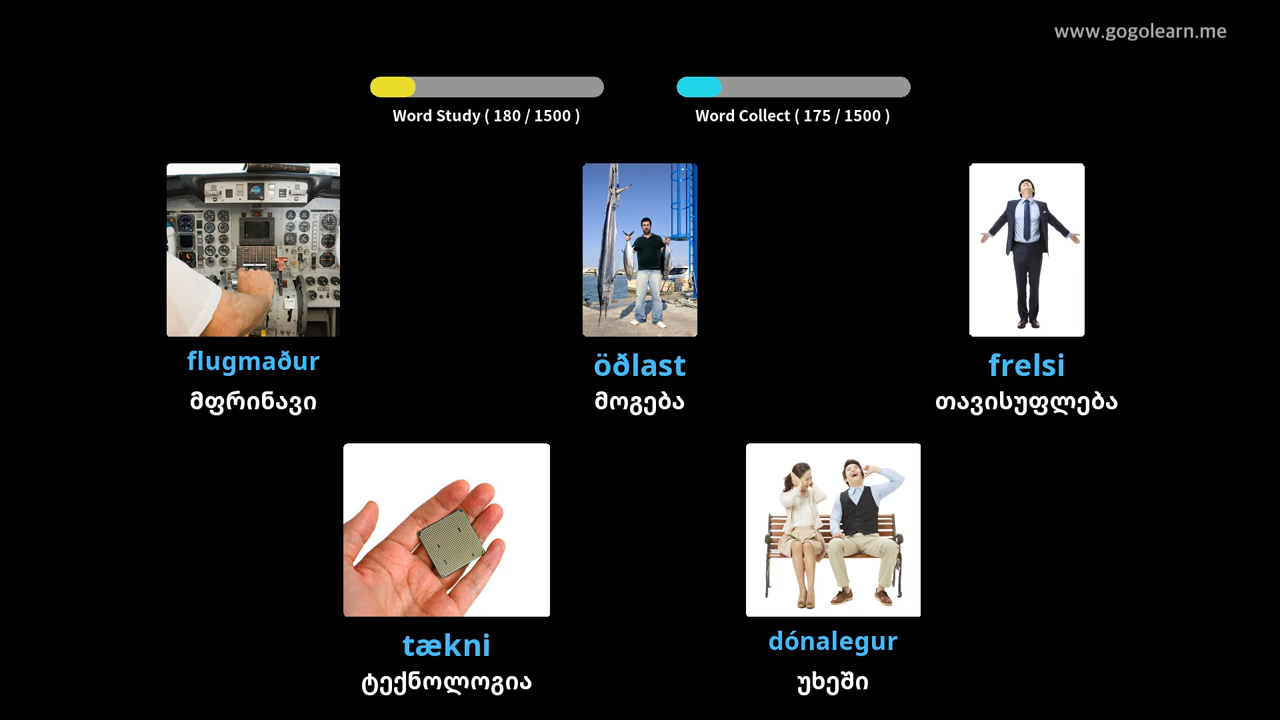 www.gogolearn.me
Word Study ( 180 / 1500 )
Word Collect ( 175 / 1500 )
flugmaður
მფრინავი
öðlast
მოგება
frelsi
თავისუფლება
tækni
ტექნოლოგია
dónalegur
უხეში